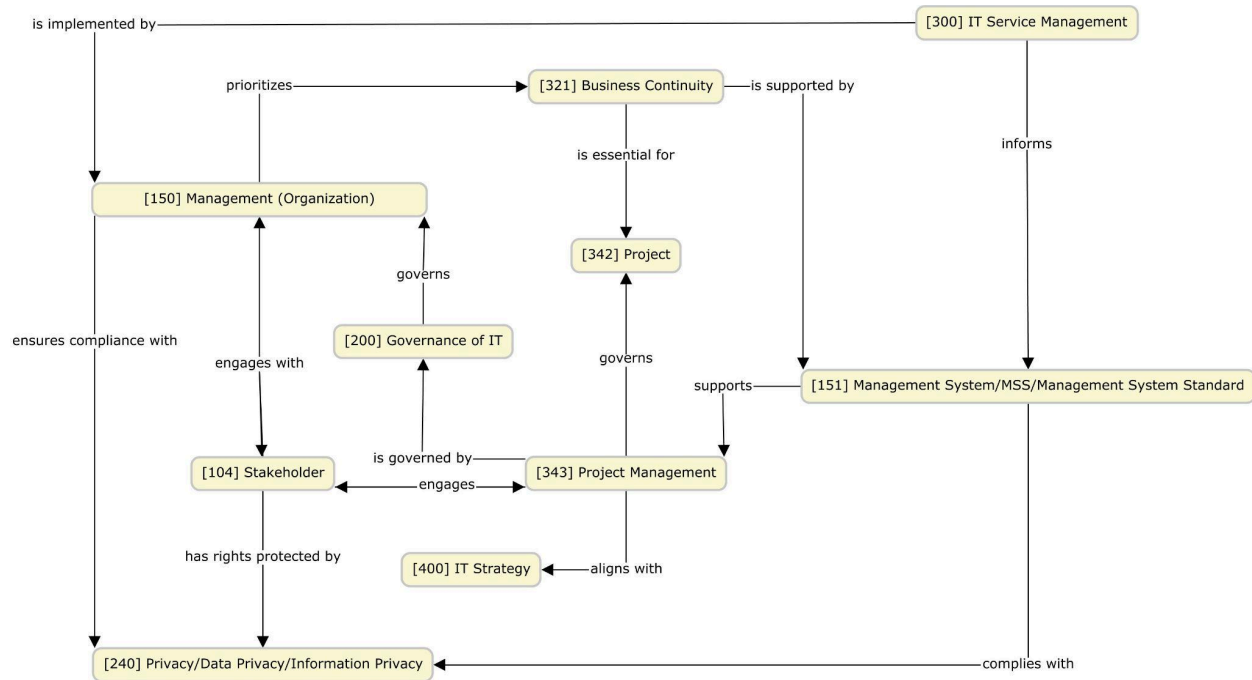 is implemented by
[300] IT Service Management
prioritizes
[321] Business Continuity
is supported by
is essential for
informs
[150] Management (Organization)
[342] Project
governs
ensures compliance with
[200] Governance of IT
engages with
governs
supports
[151] Management System/MSS/Management System Standard
is governed by
[104] Stakeholder
[343] Project Management
engages
has rights protected by
[400] IT Strategy
aligns with
[240] Privacy/Data Privacy/Information Privacy
complies with